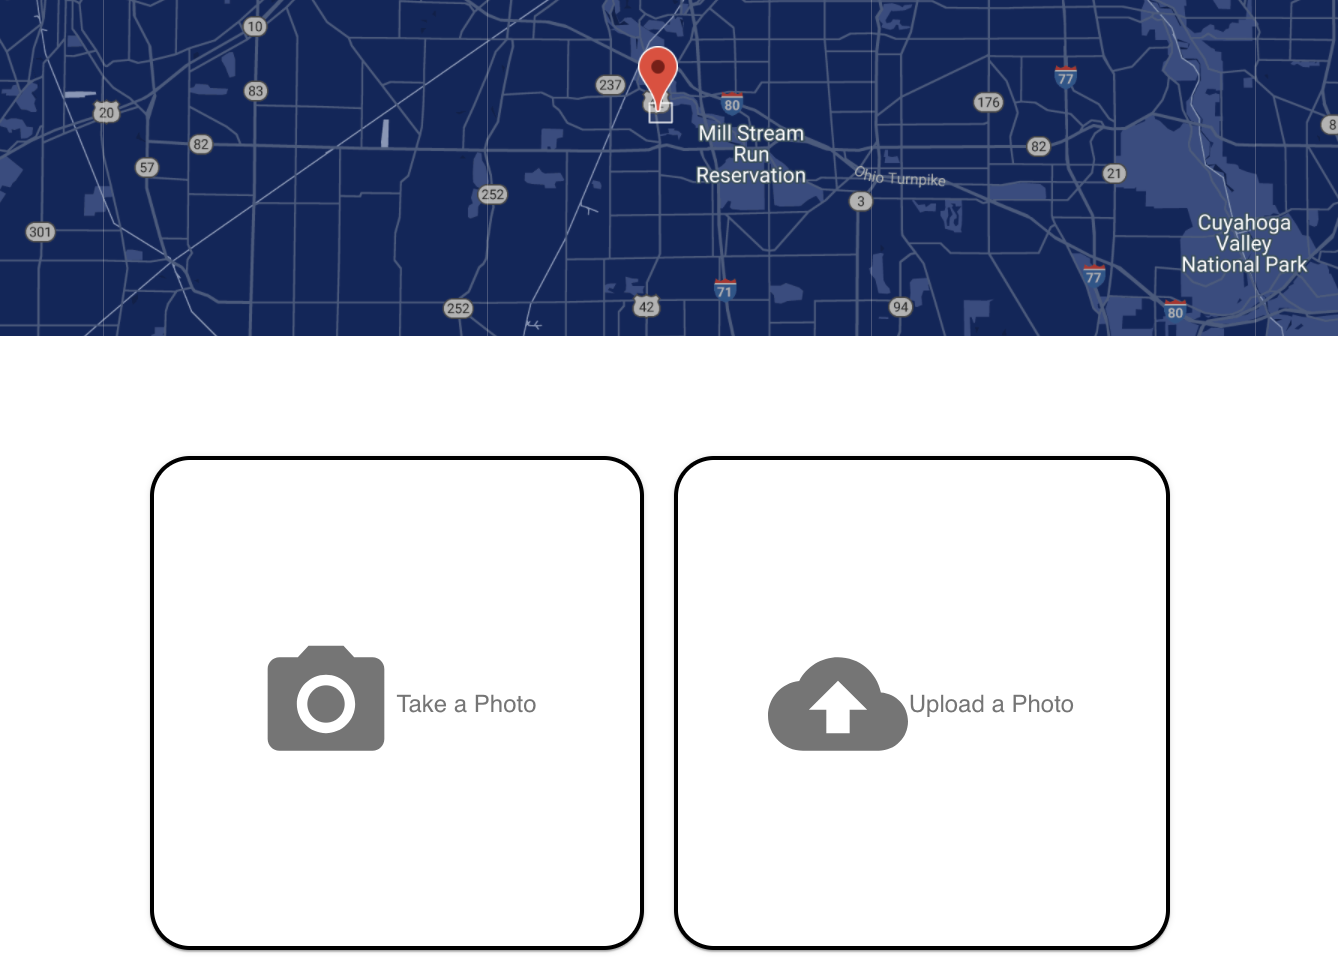 10
77
237
83
80
176
20
8
Mill Stream
Run
Reservation
82
82
57
Ohio Turnpike
21
252
3
Cuyahoga
Valley
National Park
301
77
71
252
42
94
80
Take a Photo
Upload a Photo